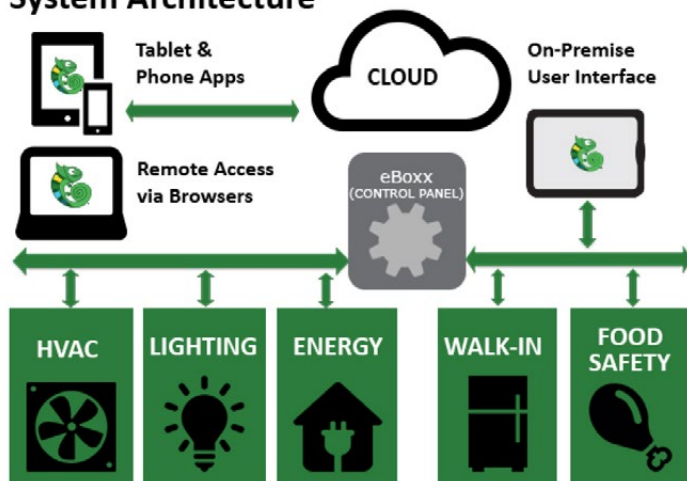 System Architecture
Tablet &
Phone Apps
CLOUD
On-Premise
User Interface
Remote Access
via Browsers
eBoxx
(CONTROL PANEL)
HVAC
LIGHTING
ENERGY
WALK-IN
FOOD
SAFETY